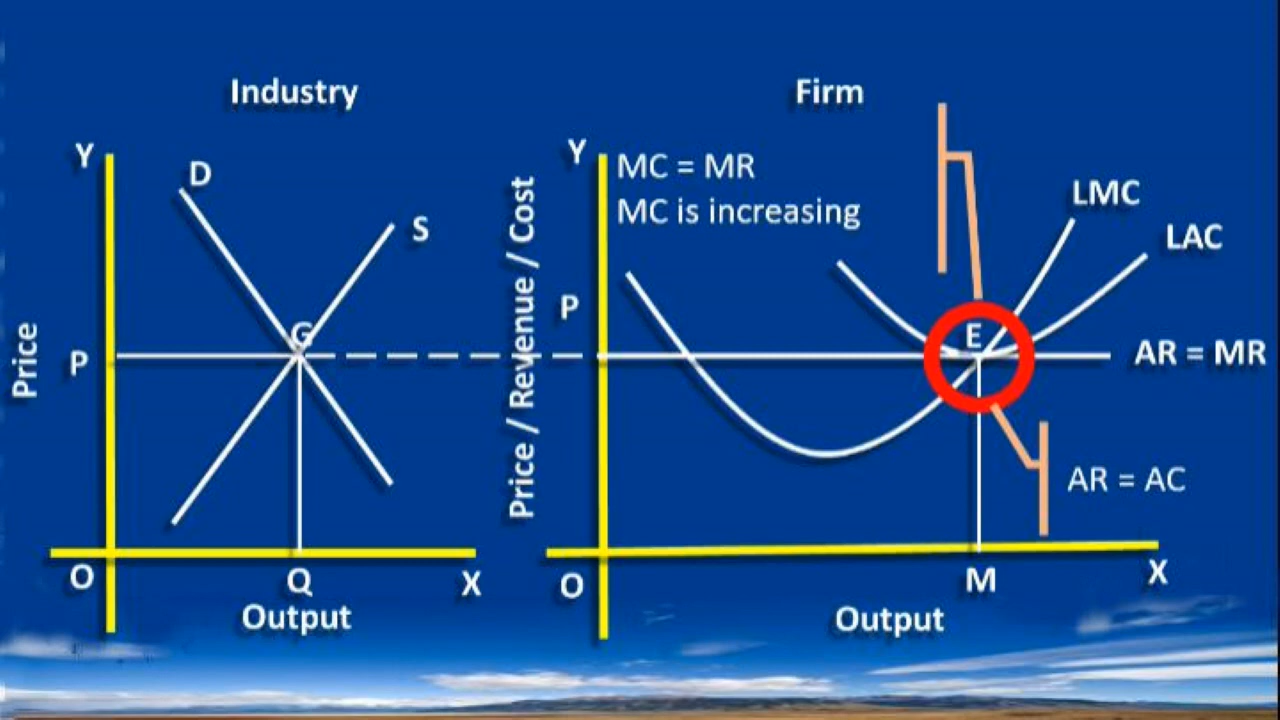 Industry
Firm
Y
D
S
G
Price
P
O
Q
X
Output
Y
MC = MR
MC is increasing
Price / Revenue / Cost
P
LMC
LAC
E
AR = MR
AR = AC
O
M
X
Output